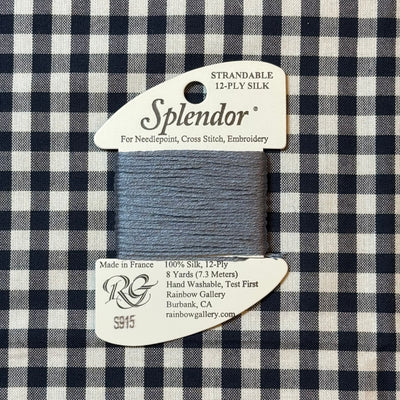 STRANDABLE
12-PLY SILK
Splendor®
For Needlepoint, Cross Stitch, Embroidery
Made in France
RG
S915
100% Silk, 12-Ply
8 Yards (7.3 Meters)
Hand Washable, Test First
Rainbow Gallery
Burbank, CA
rainbowgallery.com